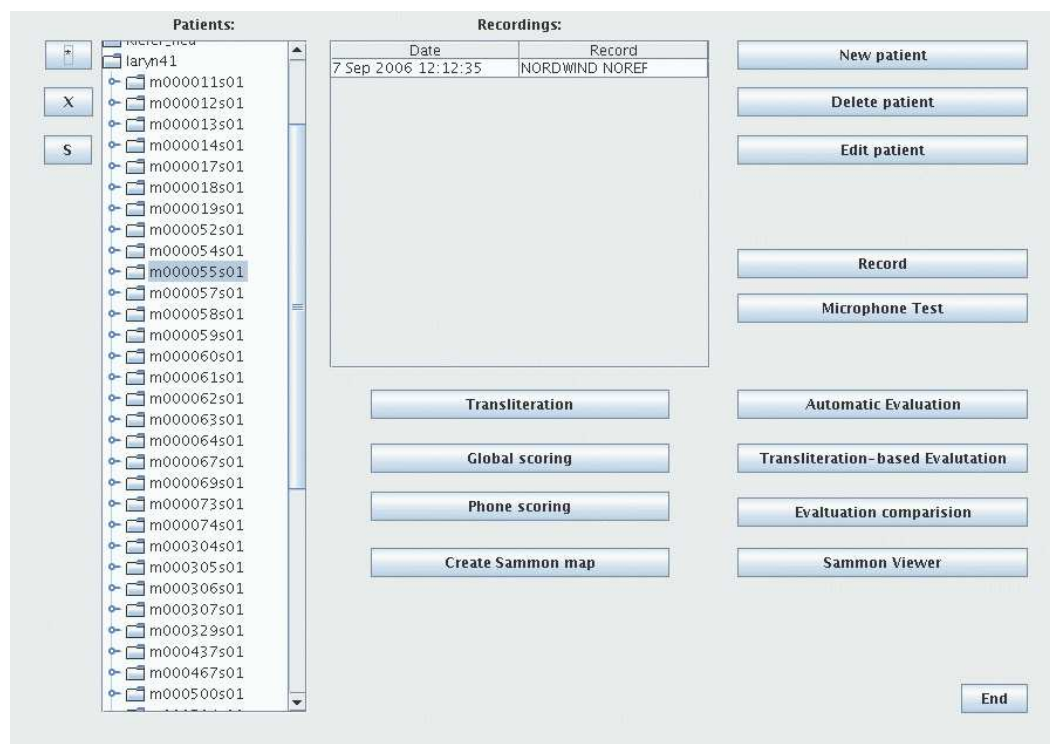 Patients:
Recordings:
*
X
S
laryn41
m000011s01
m000012s01
m000013s01
m000014s01
m000017s01
m000018s01
m000019s01
m000052s01
m000054s01
m000055s01
m000057s01
m000058s01
m000059s01
m000060s01
m000061s01
m000062s01
m000063s01
m000064s01
m000067s01
m000069s01
m000073s01
m000074s01
m000304s01
m000305s01
m000306s01
m000307s01
m000329s01
m000437s01
m000467s01
m000500s01
Date Record
7 Sep 2006 12:12:35 NORDWIND NOREF
Transliteration
Global scoring
Phone scoring
Create Sammon map
New patient
Delete patient
Edit patient
Record
Microphone Test
Automatic Evaluation
Transliteration-based Evalutation
Evaltuation comparision
Sammon Viewer
End